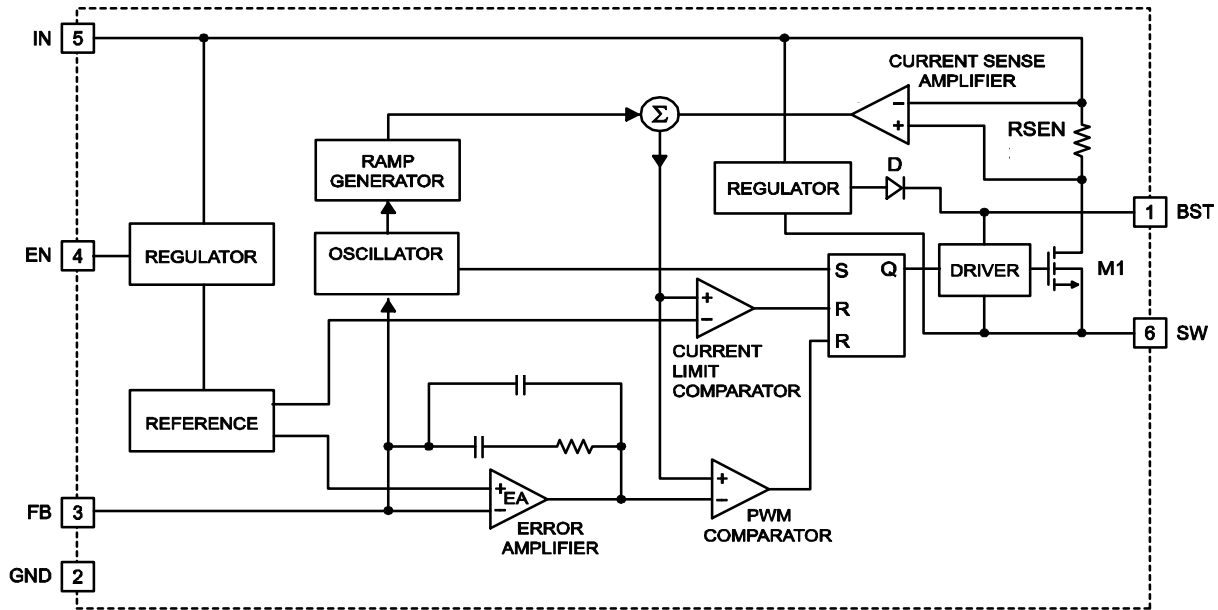 IN 5
CURRENT SENSE
AMPLIFIER
−
+
Σ
RSEN
RAMP
GENERATOR
D
REGULATOR
1 BST
EN 4
REGULATOR
OSCILLATOR
S Q
DRIVER
M1
+
−
R
R
6 SW
CURRENT
LIMIT
COMPARATOR
REFERENCE
+
EA
−
+
−
FB 3
ERROR
AMPLIFIER
PWM
COMPARATOR
GND 2